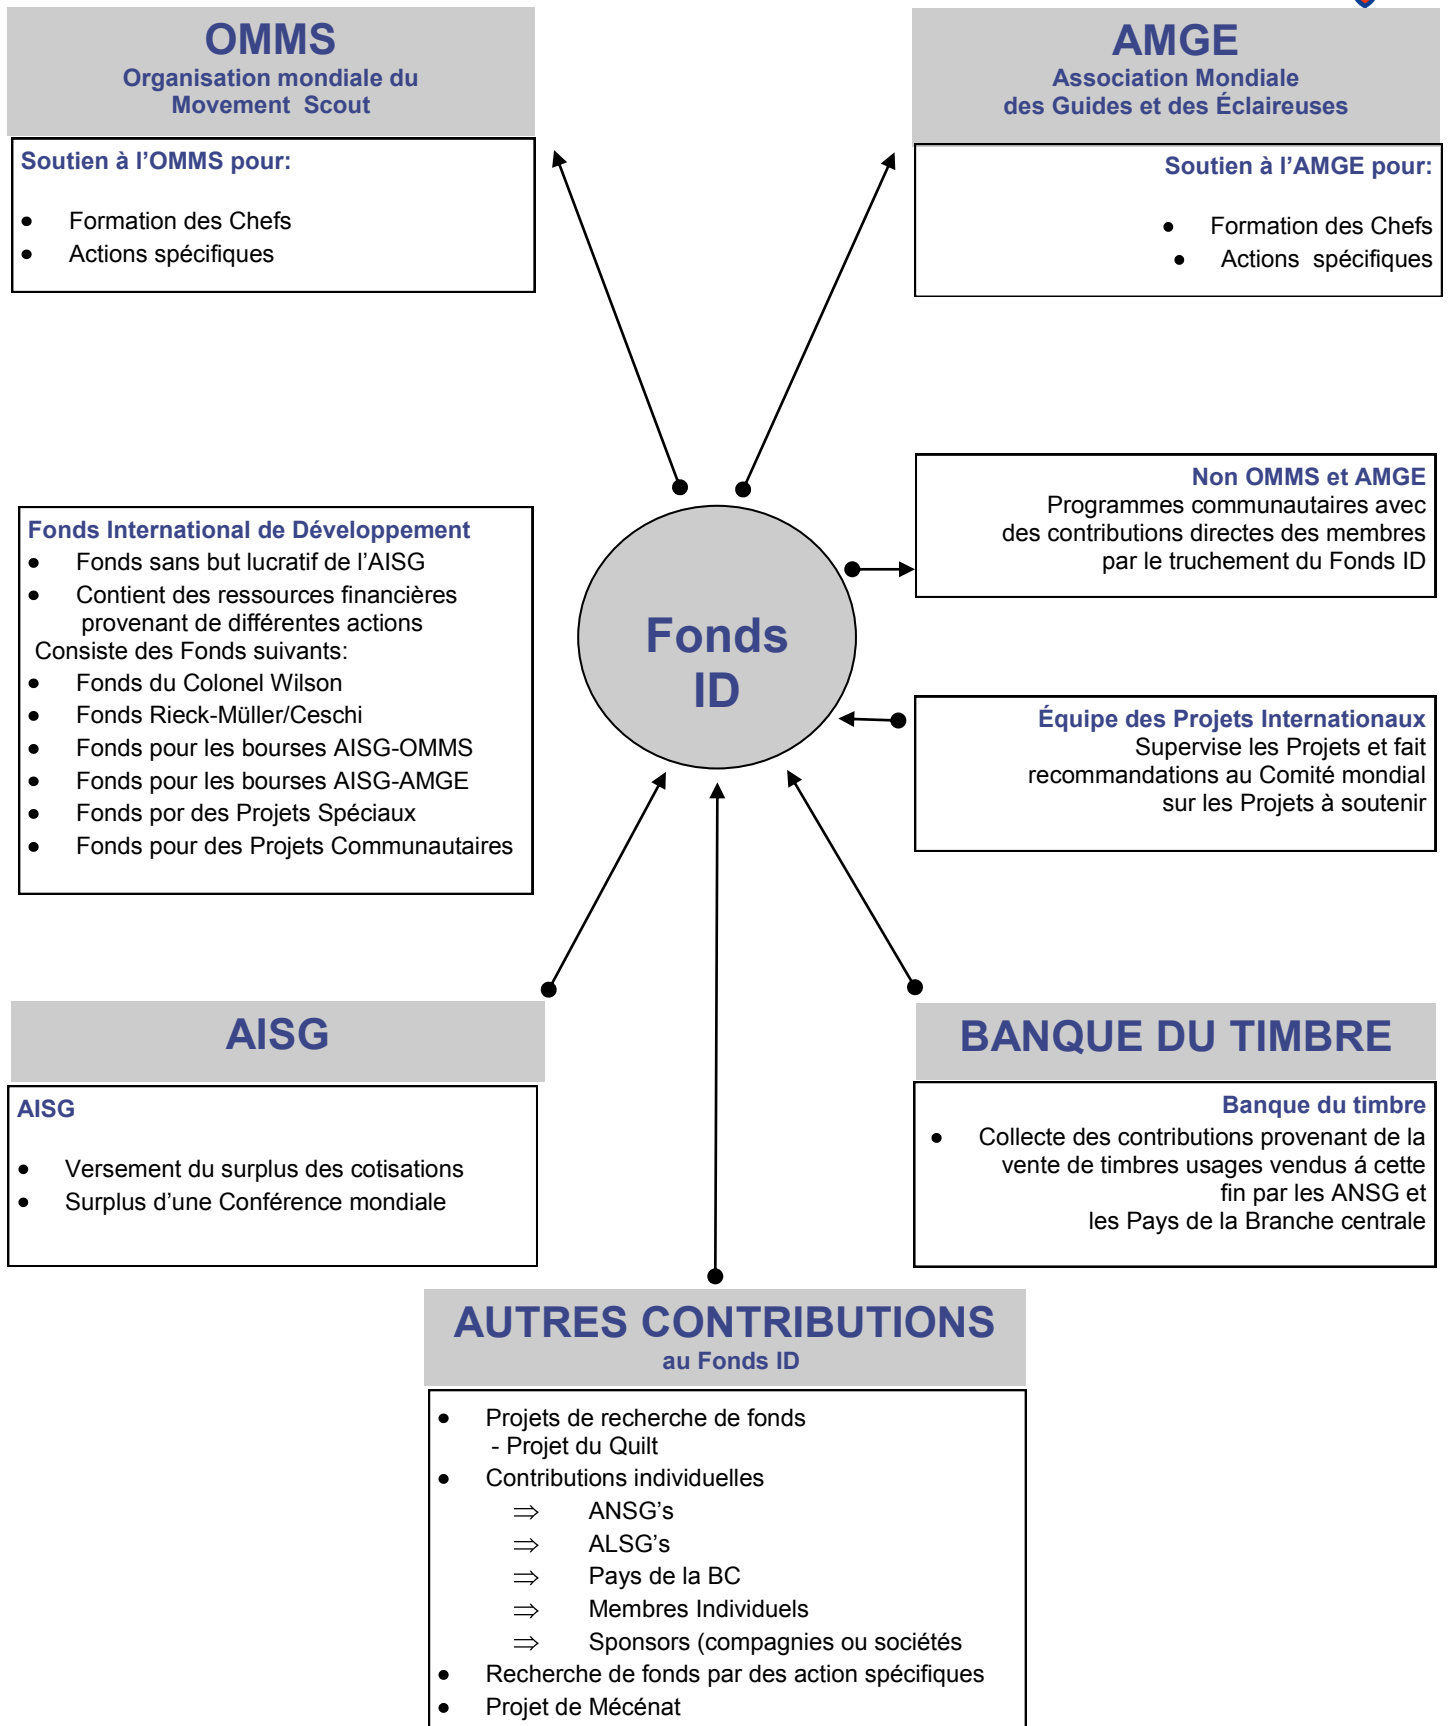 OMMS
Organisation mondiale du
Movement Scout
Soutien à l’OMMS pour:
• Formation des Chefs
• Actions spécifiques
AMGE
Association Mondiale
des Guides et des Éclaireuses
Soutien à l’AMGE pour:
• Formation des Chefs
• Actions spécifiques
Fonds International de Développement
• Fonds sans but lucratif de l’AISG
• Contient des ressources financières
provenant de différentes actions
Consiste des Fonds suivants:
• Fonds du Colonel Wilson
• Fonds Rieck-Müller/Ceschi
• Fonds pour les bourses AISG-OMMS
• Fonds pour les bourses AISG-AMGE
• Fonds por des Projets Spéciaux
• Fonds pour des Projets Communautaires
Fonds
ID
Non OMMS et AMGE
Programmes communautaires avec
des contributions directes des membres
par le truchement du Fonds ID
Équipe des Projets Internationaux
Supervise les Projets et fait
recommandations au Comité mondial
sur les Projets à soutenir
AISG
AISG
• Versement du surplus des cotisations
• Surplus d’une Conférence mondiale
BANQUE DU TIMBRE
Banque du timbre
• Collecte des contributions provenant de la
vente de timbres usages vendus á cette
fin par les ANSG et
les Pays de la Branche centrale
AUTRES CONTRIBUTIONS
au Fonds ID
• Projets de recherche de fonds
- Projet du Quilt
• Contributions individuelles
⇒ ANSG’s
⇒ ALSG’s
⇒ Pays de la BC
⇒ Membres Individuels
⇒ Sponsors (compagnies ou sociétés
• Recherche de fonds par des action spécifiques
• Projet de Mécénat